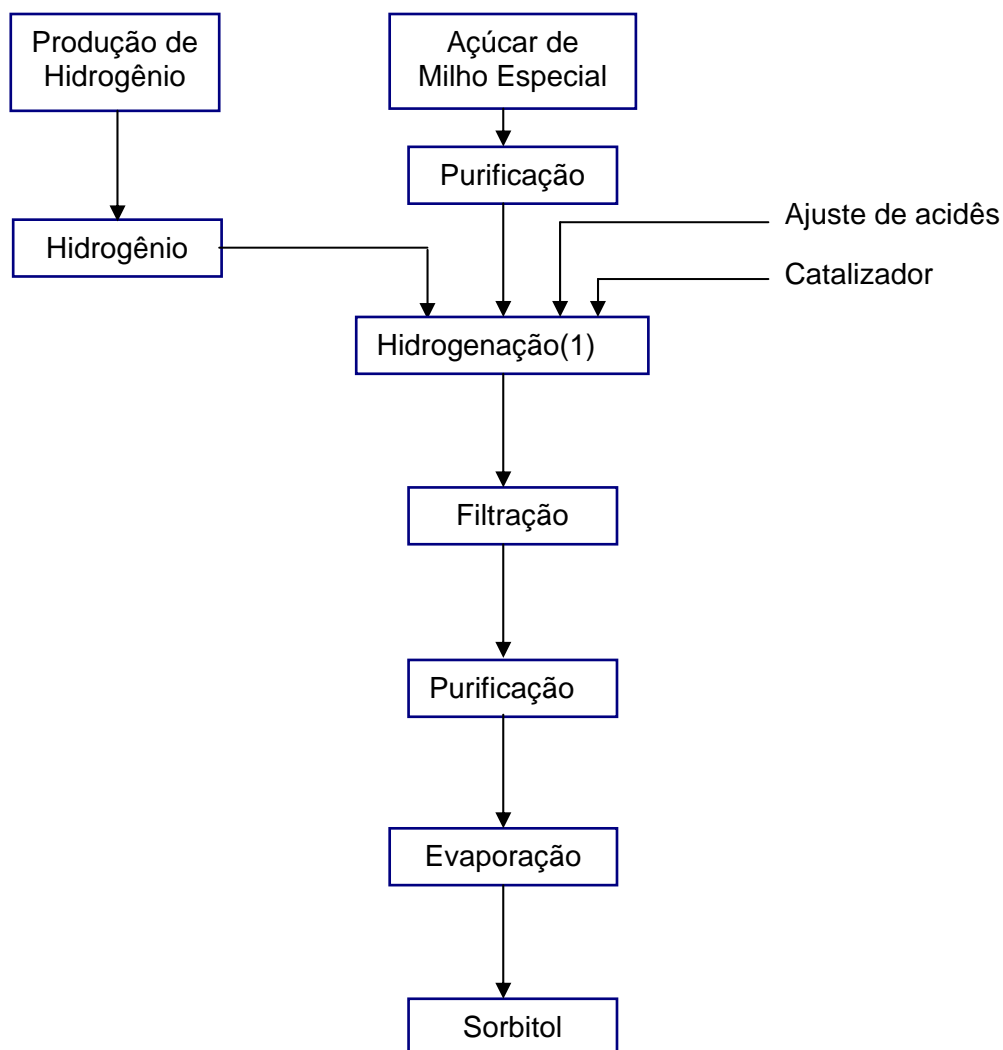 Produção de
Hidrogênio
Açúcar de
Milho Especial
Purificação
Ajuste de acidês
Hidrogênio
Catalizador
Hidrogenação(1)
Filtração
Purificação
Evaporação
Sorbitol